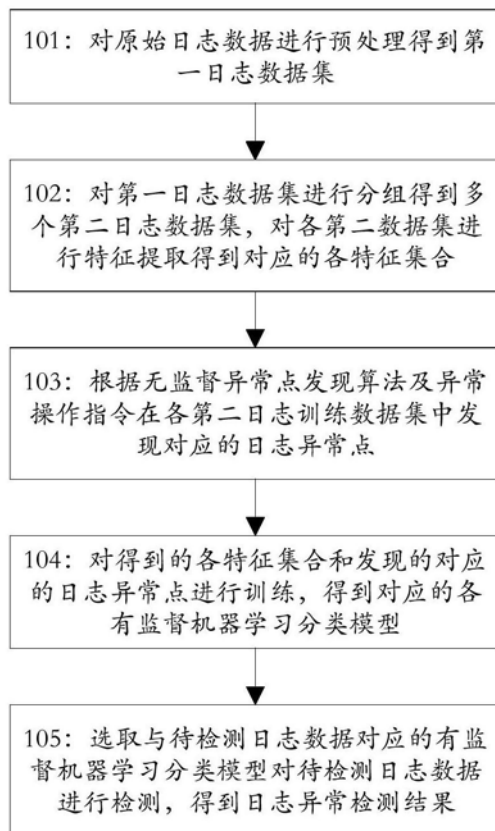 101：对原始日志数据进行预处理得到第
一日志数据集
102：对第一日志数据集进行分组得到多
个第二日志数据集，对各第二数据集进
行特征提取得到对应的各特征集合
103：根据无监督异常点发现算法及异常
操作指令在各第二日志训练数据集中发
现对应的日志异常点
104：对得到的各特征集合和发现的对应
的日志异常点进行训练，得到对应的各
有监督机器学习分类模型
105：选取与待检测日志数据对应的有监
督机器学习分类模型对待检测日志数据
进行检测，得到日志异常检测结果